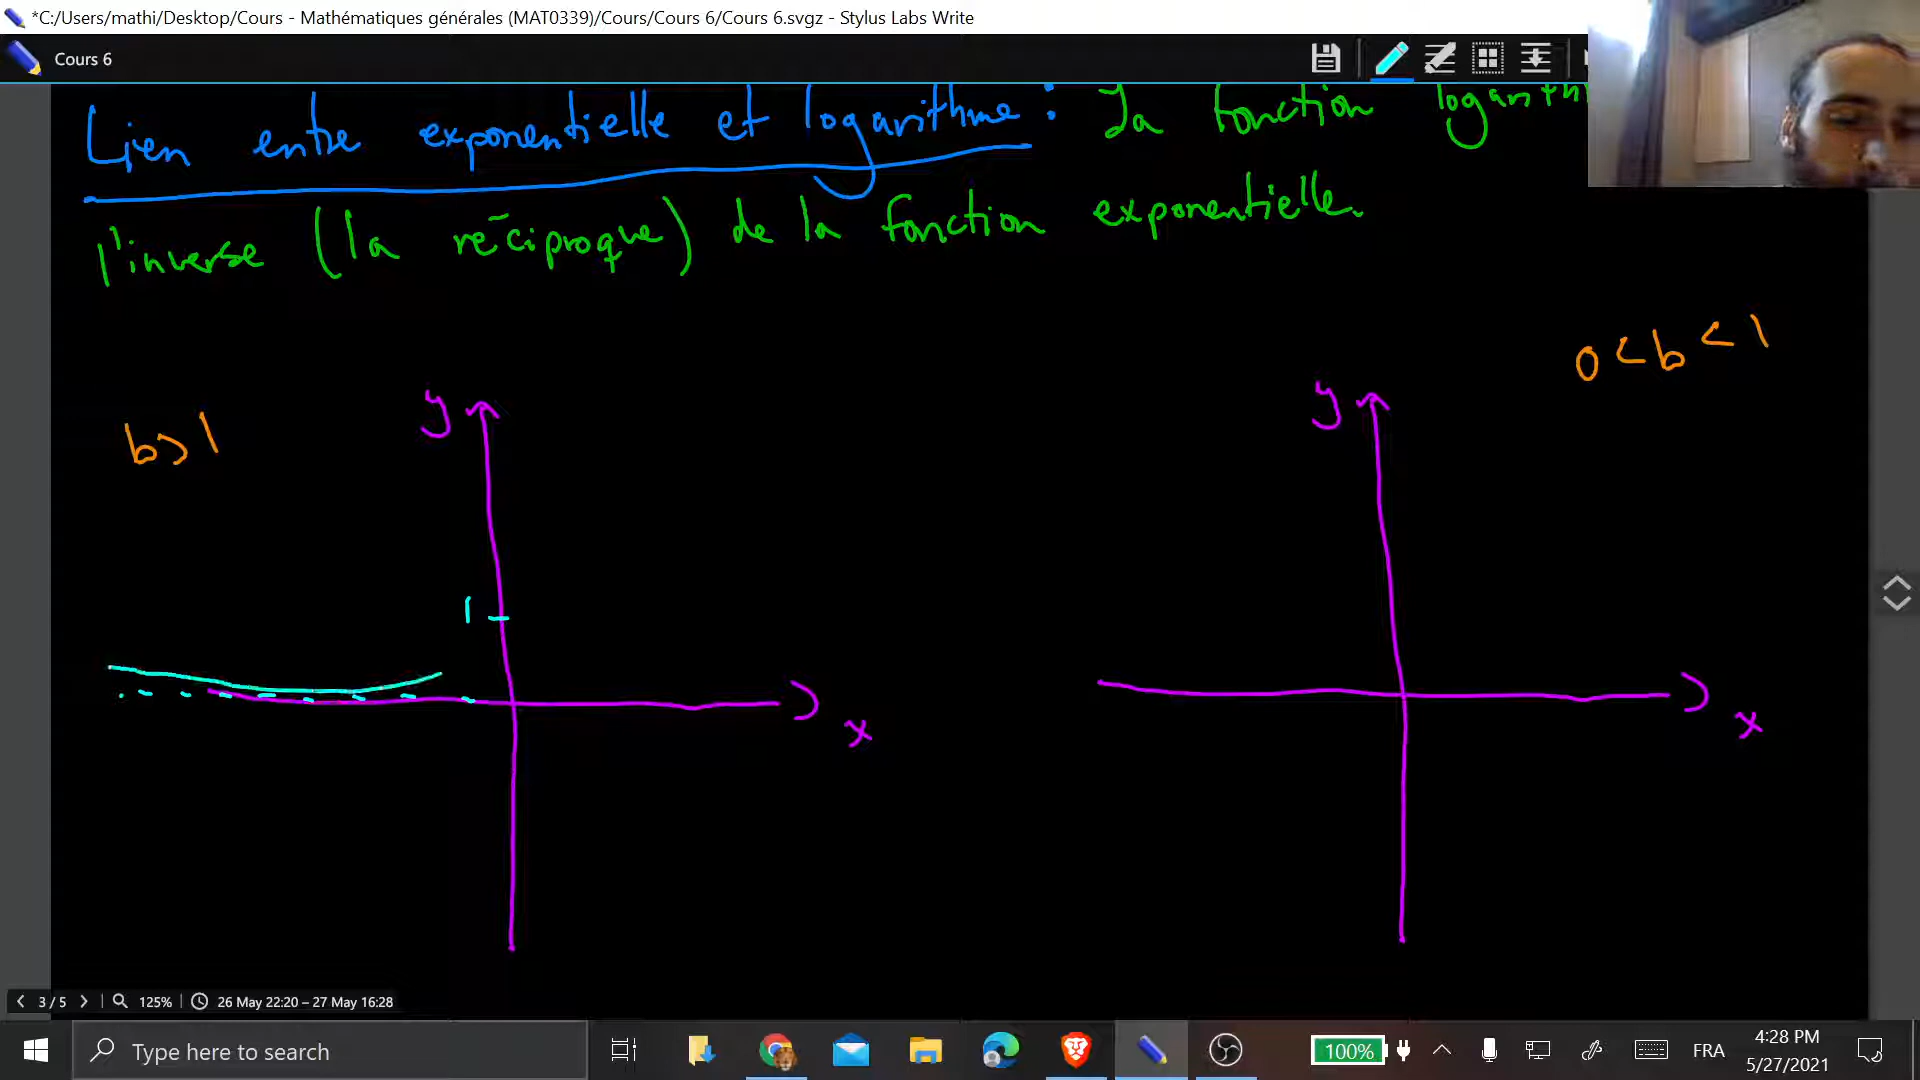 *C:/Users/mathi/Desktop/Cours - Mathématiques générales (MAT0339)/Cours/Cours 6/Cours 6.svgz - Stylus Labs Write
Cours 6
Lien entre exponentielle et logarithme : La fonction
l'inverse (la réciproque) de la fonction exponentielle.
0 < b < 1
b > 1
y
y
1
x
x
3 / 5
125%
26 May 22:20 – 27 May 16:28
Type here to search
100%
FRA
4:28 PM
5/27/2021